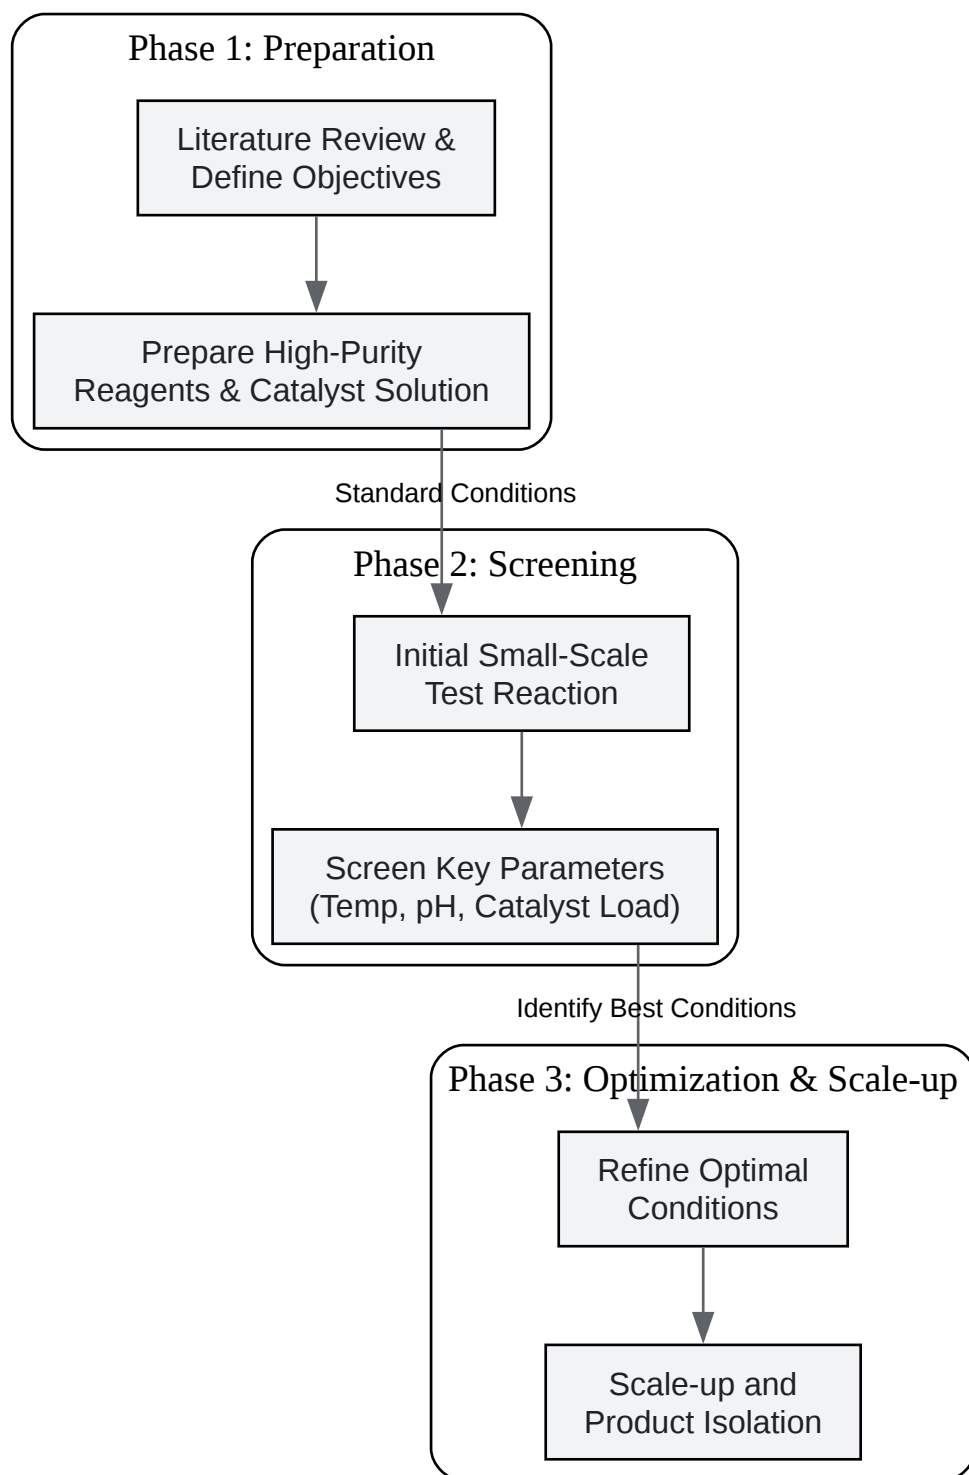 Phase 1: Preparation
Literature Review &
Define Objectives
Prepare High-Purity
Reagents & Catalyst Solution
Standard Conditions
Phase 2: Screening
Initial Small-Scale
Test Reaction
Screen Key Parameters
(Temp, pH, Catalyst Load)
Identify Best Conditions
Phase 3: Optimization & Scale-up
Refine Optimal
Conditions
Scale-up and
Product Isolation